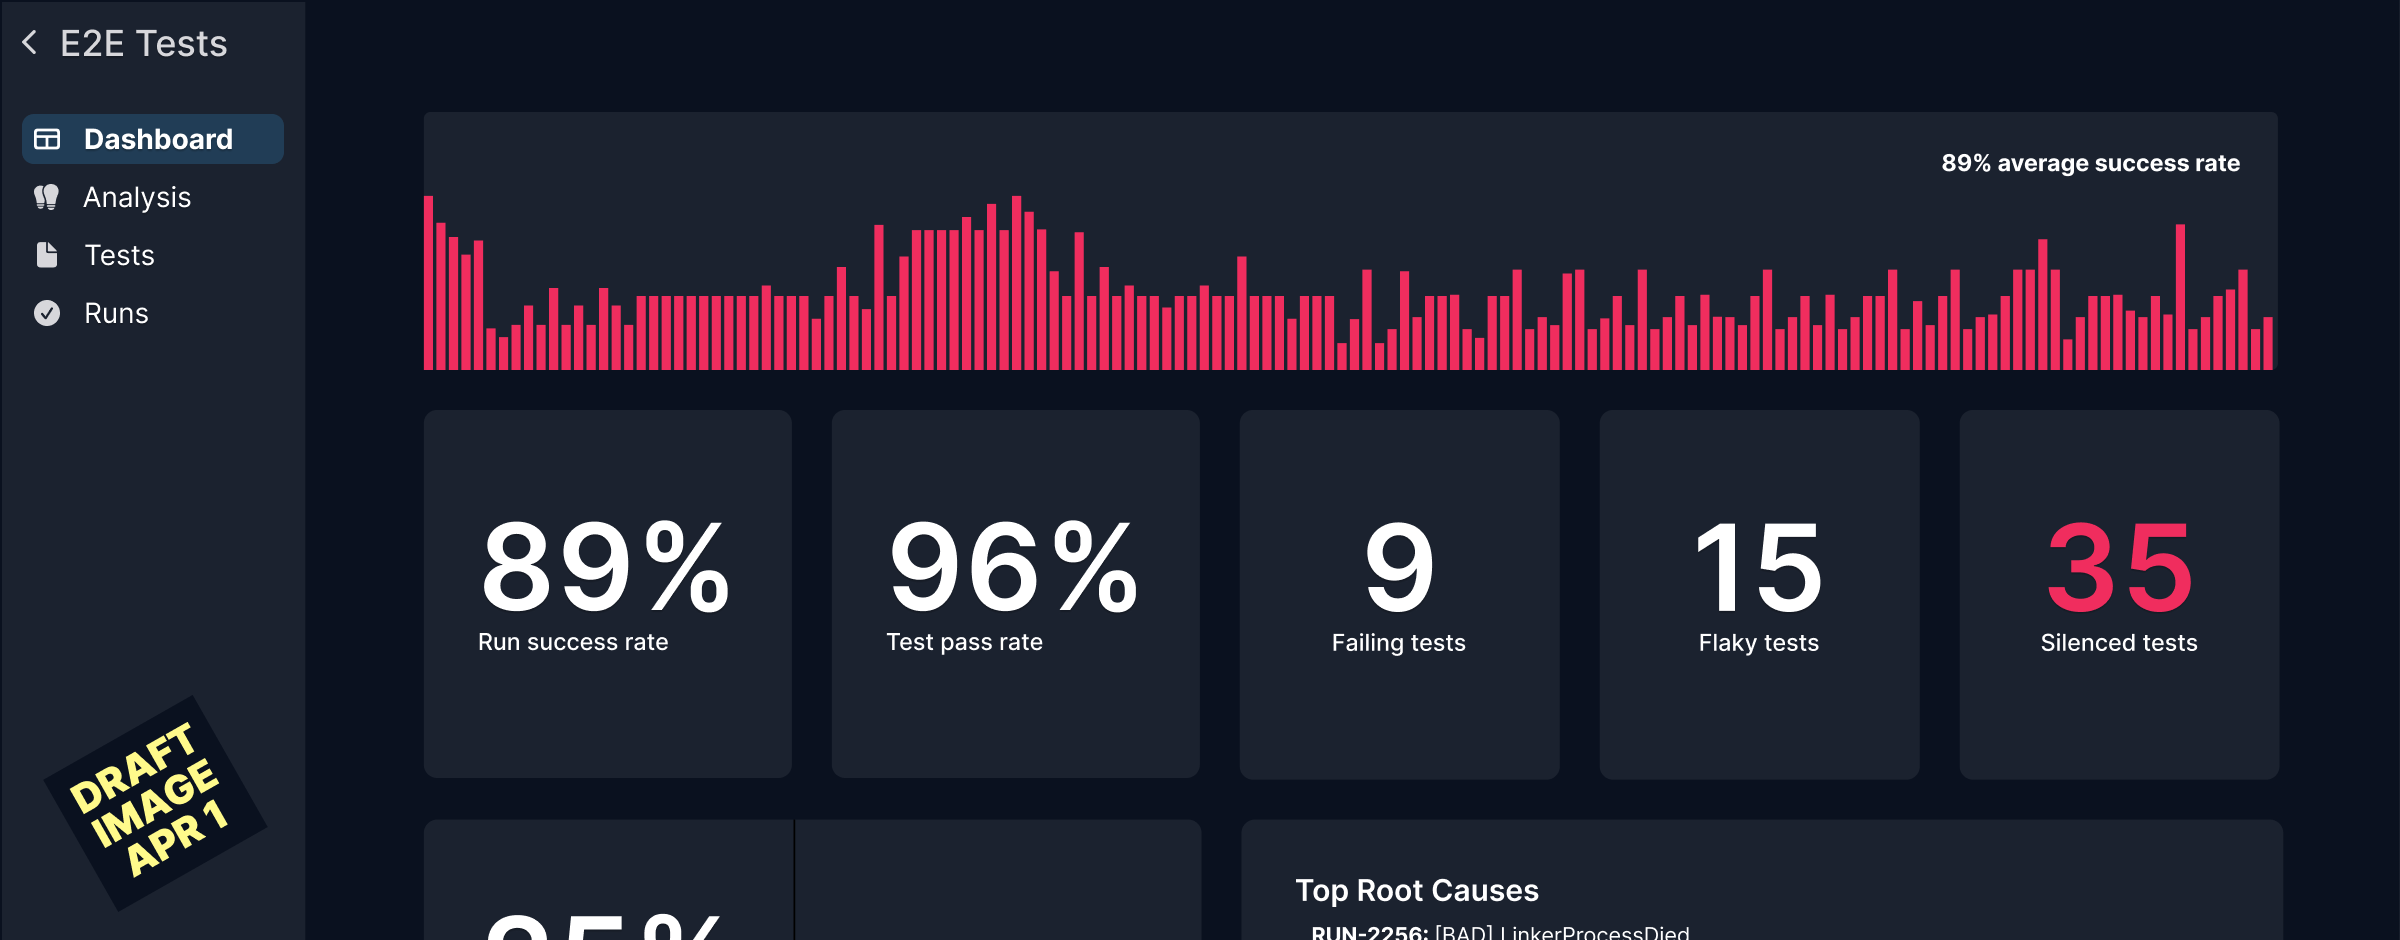 E2E Tests
Dashboard
Analysis
Tests
Runs
DRAFT
IMAGE
APR 1
89% average success rate
89%
Run success rate
96%
Test pass rate
9
Failing tests
15
Flaky tests
35
Silenced tests
Top Root Causes
RUN-2256: [BAD] LinkerProcessDied